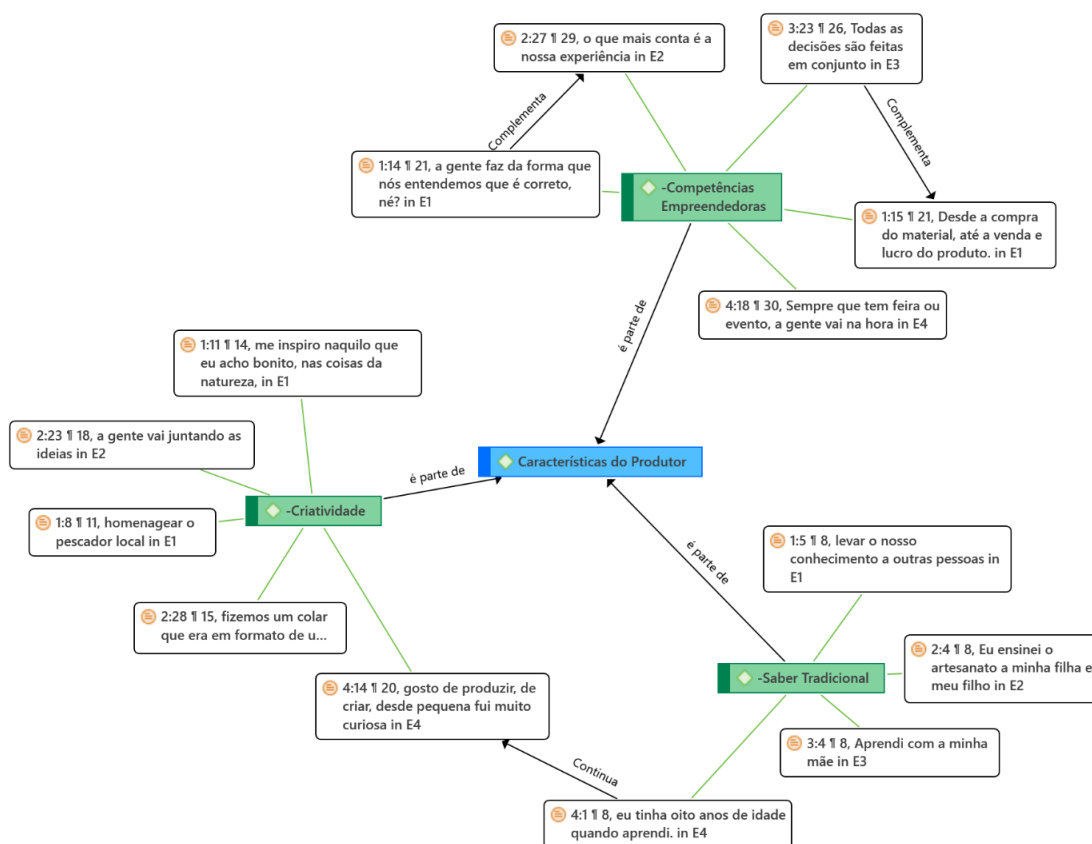 2:27 ¶ 29, o que mais conta é a
nossa experiência in E2
3:23 ¶ 26, Todas as
decisões são feitas
em conjunto in E3
Complementa
Complementa
1:14 ¶ 21, a gente faz da forma que
nós entendemos que é correto,
né? in E1
-Competências
Empreendedoras
1:15 ¶ 21, Desde a compra
do material, até a venda e
lucro do produto. in E1
4:18 ¶ 30, Sempre que tem feira ou
evento, a gente vai na hora in E4
é parte de
1:11 ¶ 14, me inspiro naquilo que
eu acho bonito, nas coisas da
natureza, in E1
2:23 ¶ 18, a gente vai juntando as
ideias in E2
Características do Produtor
é parte de
-Criatividade
1:8 ¶ 11, homenagear o
pescador local in E1
é parte de
1:5 ¶ 8, levar o nosso
conhecimento a outras pessoas in
E1
2:28 ¶ 15, fizemos um colar
que era em formato de u...
2:4 ¶ 8, Eu ensinei o
artesanato a minha filha e
meu filho in E2
-Saber Tradicional
4:14 ¶ 20, gosto de produzir, de
criar, desde pequena fui muito
curiosa in E4
3:4 ¶ 8, Aprendi com a minha
mãe in E3
Continua
4:1 ¶ 8, eu tinha oito anos de idade
quando aprendi. in E4